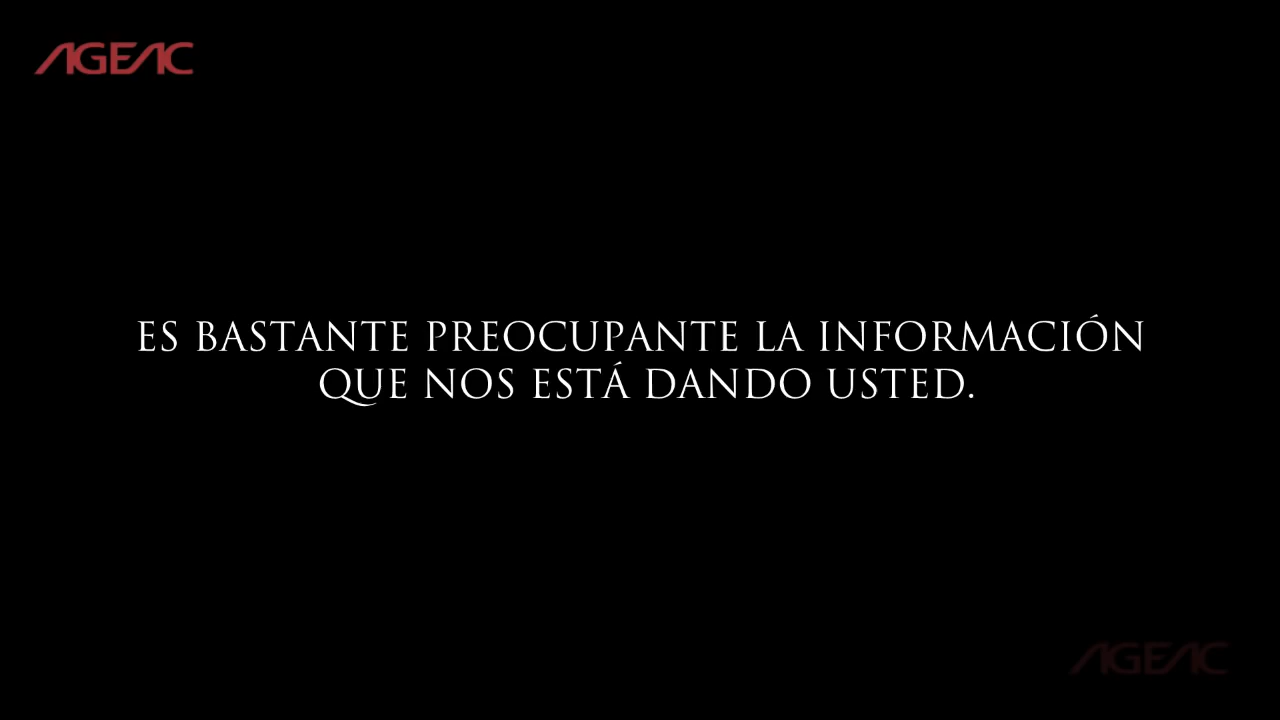 AGEAC
ES BASTANTE PREOCUPANTE LA INFORMACIÓN
QUE NOS ESTÁ DANDO USTED.
AGEAC